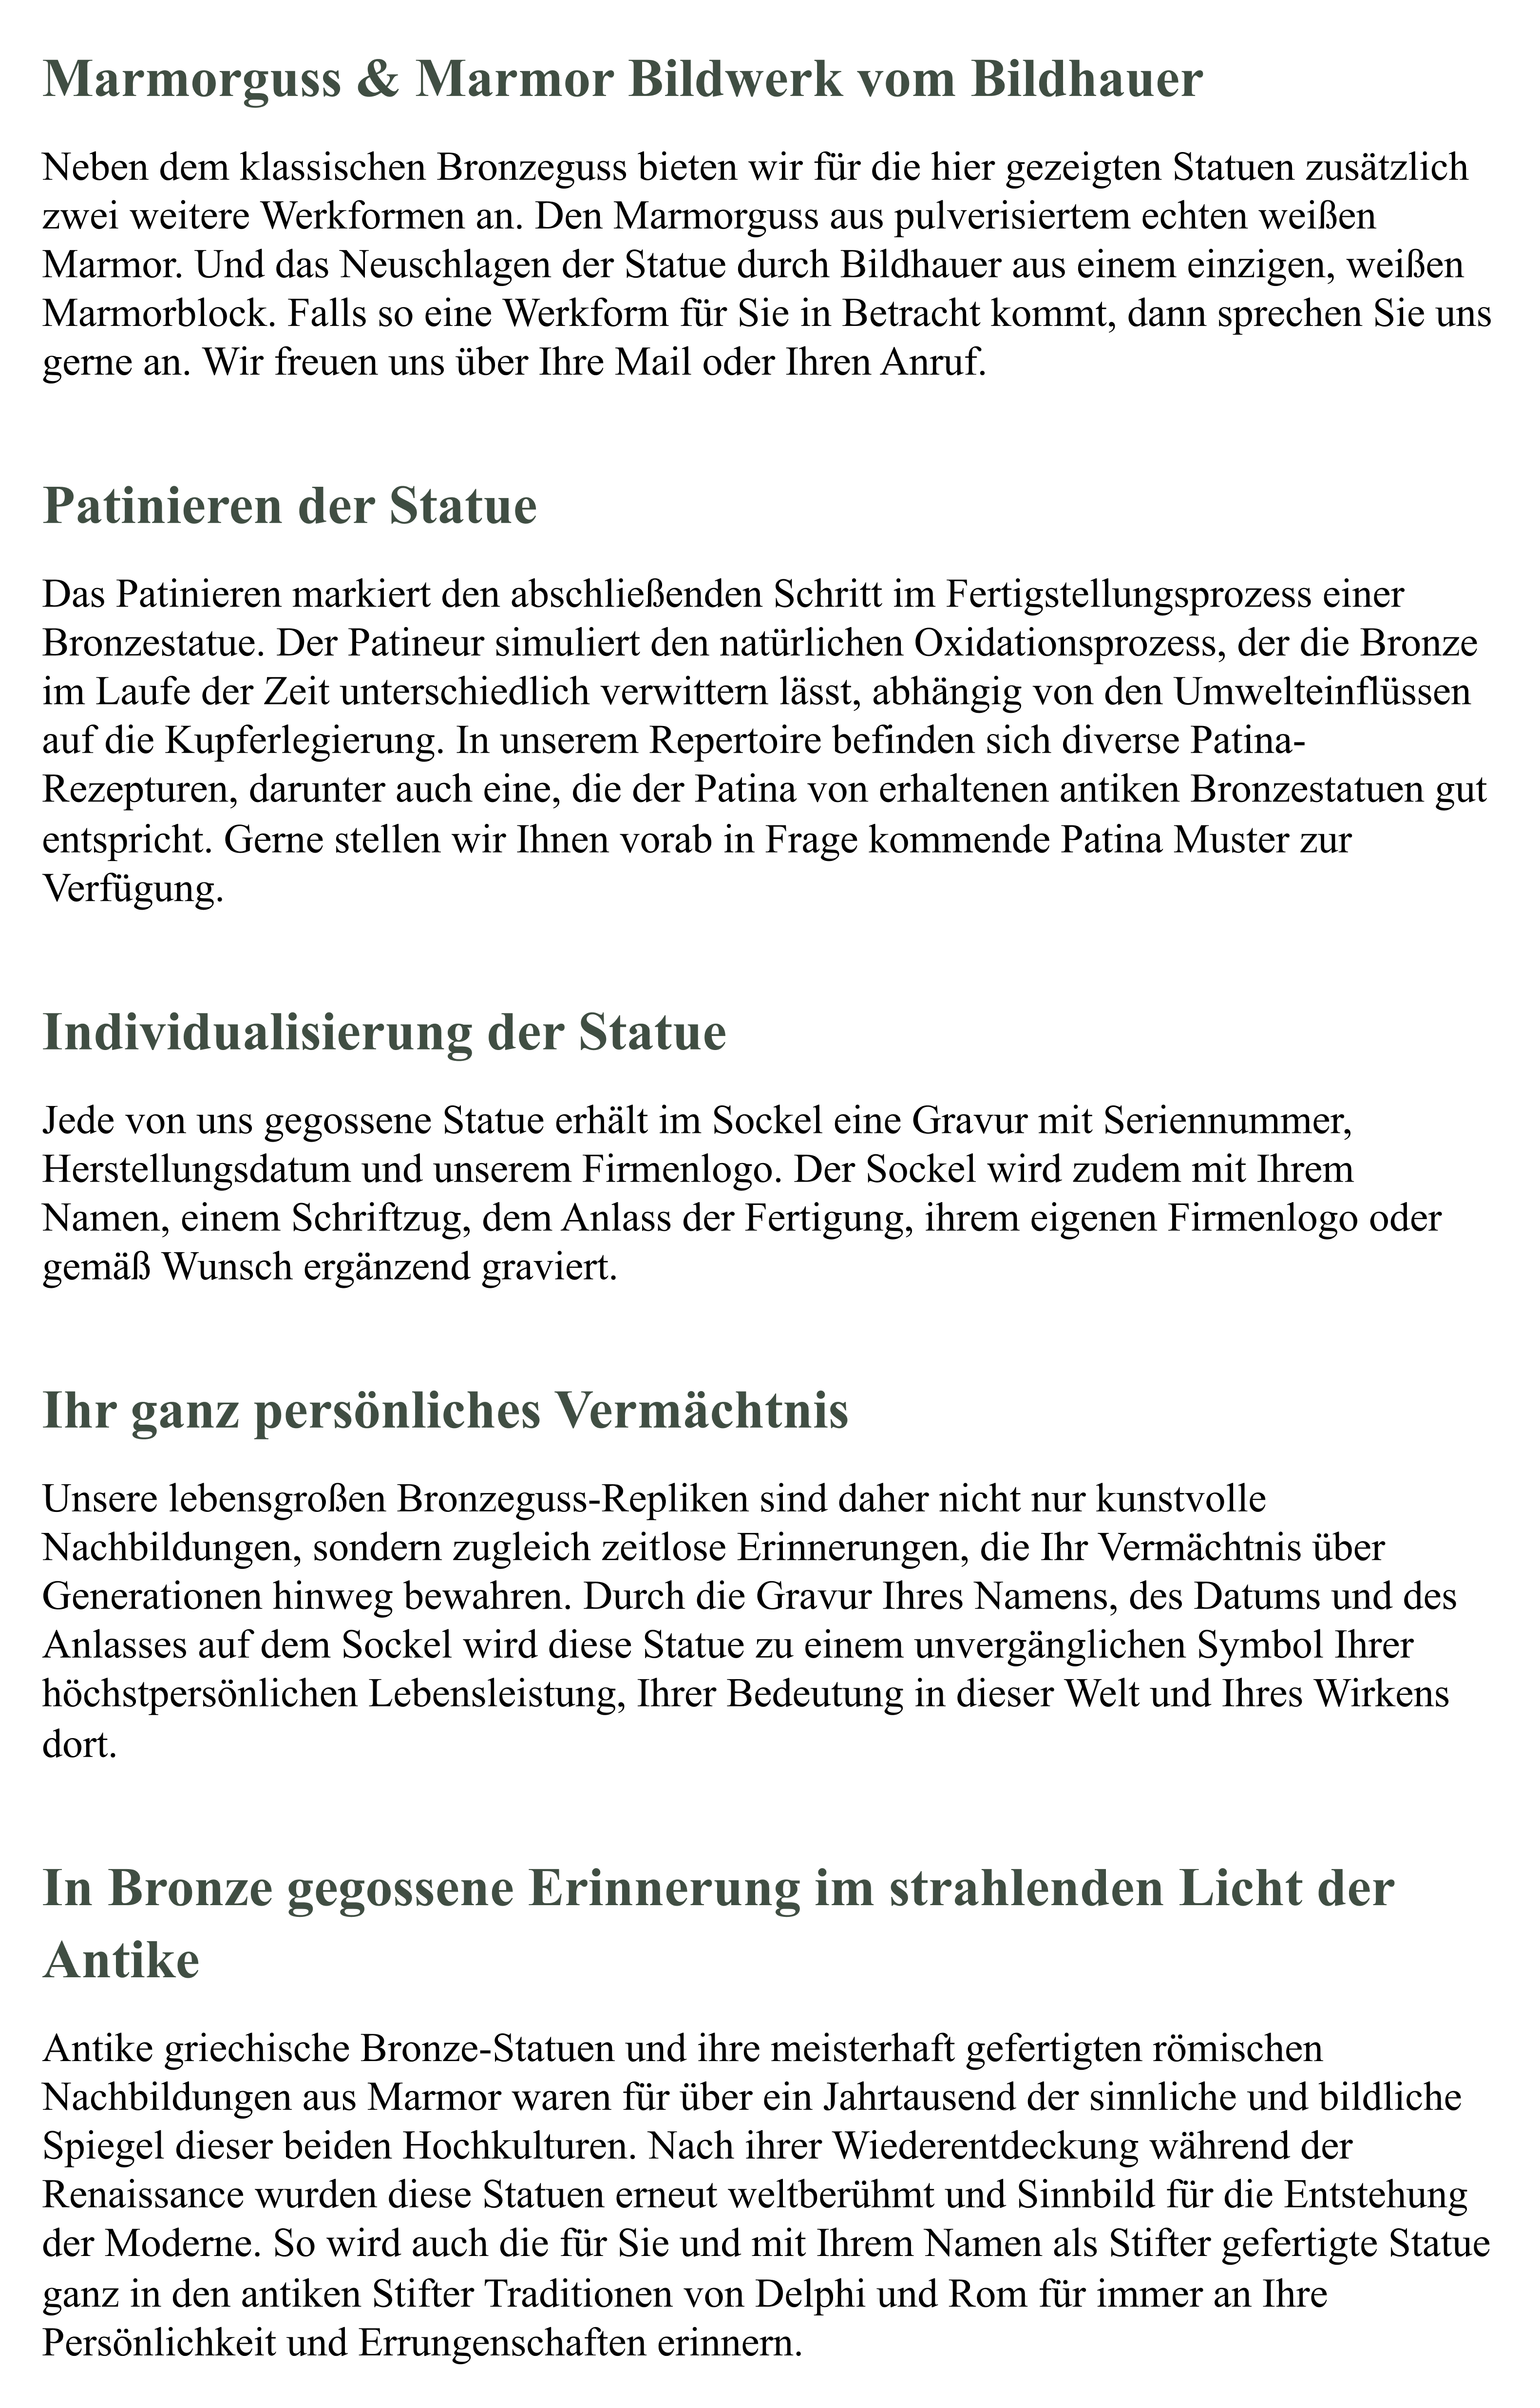 Marmorguss & Marmor Bildwerk vom Bildhauer
Neben dem klassischen Bronzeguss bieten wir für die hier gezeigten Statuen zusätzlich
zwei weitere Werkformen an. Den Marmorguss aus pulverisiertem echten weißen
Marmor. Und das Neuschlagen der Statue durch Bildhauer aus einem einzigen, weißen
Marmorblock. Falls so eine Werkform für Sie in Betracht kommt, dann sprechen Sie uns
gerne an. Wir freuen uns über Ihre Mail oder Ihren Anruf.
Patinieren der Statue
Das Patinieren markiert den abschließenden Schritt im Fertigstellungsprozess einer
Bronzestatue. Der Patineur simuliert den natürlichen Oxidationsprozess, der die Bronze
im Laufe der Zeit unterschiedlich verwittern lässt, abhängig von den Umwelteinflüssen
auf die Kupferlegierung. In unserem Repertoire befinden sich diverse Patina-
Rezepturen, darunter auch eine, die der Patina von erhaltenen antiken Bronzestatuen gut
entspricht. Gerne stellen wir Ihnen vorab in Frage kommende Patina Muster zur
Verfügung.
Individualisierung der Statue
Jede von uns gegossene Statue erhält im Sockel eine Gravur mit Seriennummer,
Herstellungsdatum und unserem Firmenlogo. Der Sockel wird zudem mit Ihrem
Namen, einem Schriftzug, dem Anlass der Fertigung, ihrem eigenen Firmenlogo oder
gemäß Wunsch ergänzend graviert.
Ihr ganz persönliches Vermächtnis
Unsere lebensgroßen Bronzeguss-Repliken sind daher nicht nur kunstvolle
Nachbildungen, sondern zugleich zeitlose Erinnerungen, die Ihr Vermächtnis über
Generationen hinweg bewahren. Durch die Gravur Ihres Namens, des Datums und des
Anlasses auf dem Sockel wird diese Statue zu einem unvergänglichen Symbol Ihrer
höchstpersönlichen Lebensleistung, Ihrer Bedeutung in dieser Welt und Ihres Wirkens
dort.
In Bronze gegossene Erinnerung im strahlenden Licht der
Antike
Antike griechische Bronze-Statuen und ihre meisterhaft gefertigten römischen
Nachbildungen aus Marmor waren für über ein Jahrtausend der sinnliche und bildliche
Spiegel dieser beiden Hochkulturen. Nach ihrer Wiederentdeckung während der
Renaissance wurden diese Statuen erneut weltberühmt und Sinnbild für die Entstehung
der Moderne. So wird auch die für Sie und mit Ihrem Namen als Stifter gefertigte Statue
ganz in den antiken Stifter Traditionen von Delphi und Rom für immer an Ihre
Persönlichkeit und Errungenschaften erinnern.